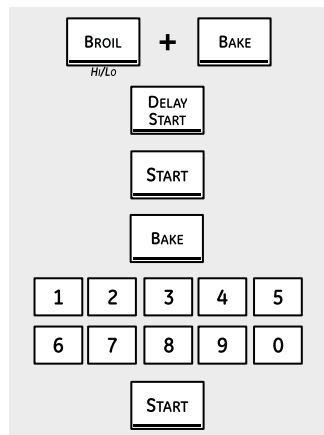 BROIL + BAKE
HI/LO
DELAY
START
START
BAKE
1 2 3 4 5
6 7 8 9 0
START